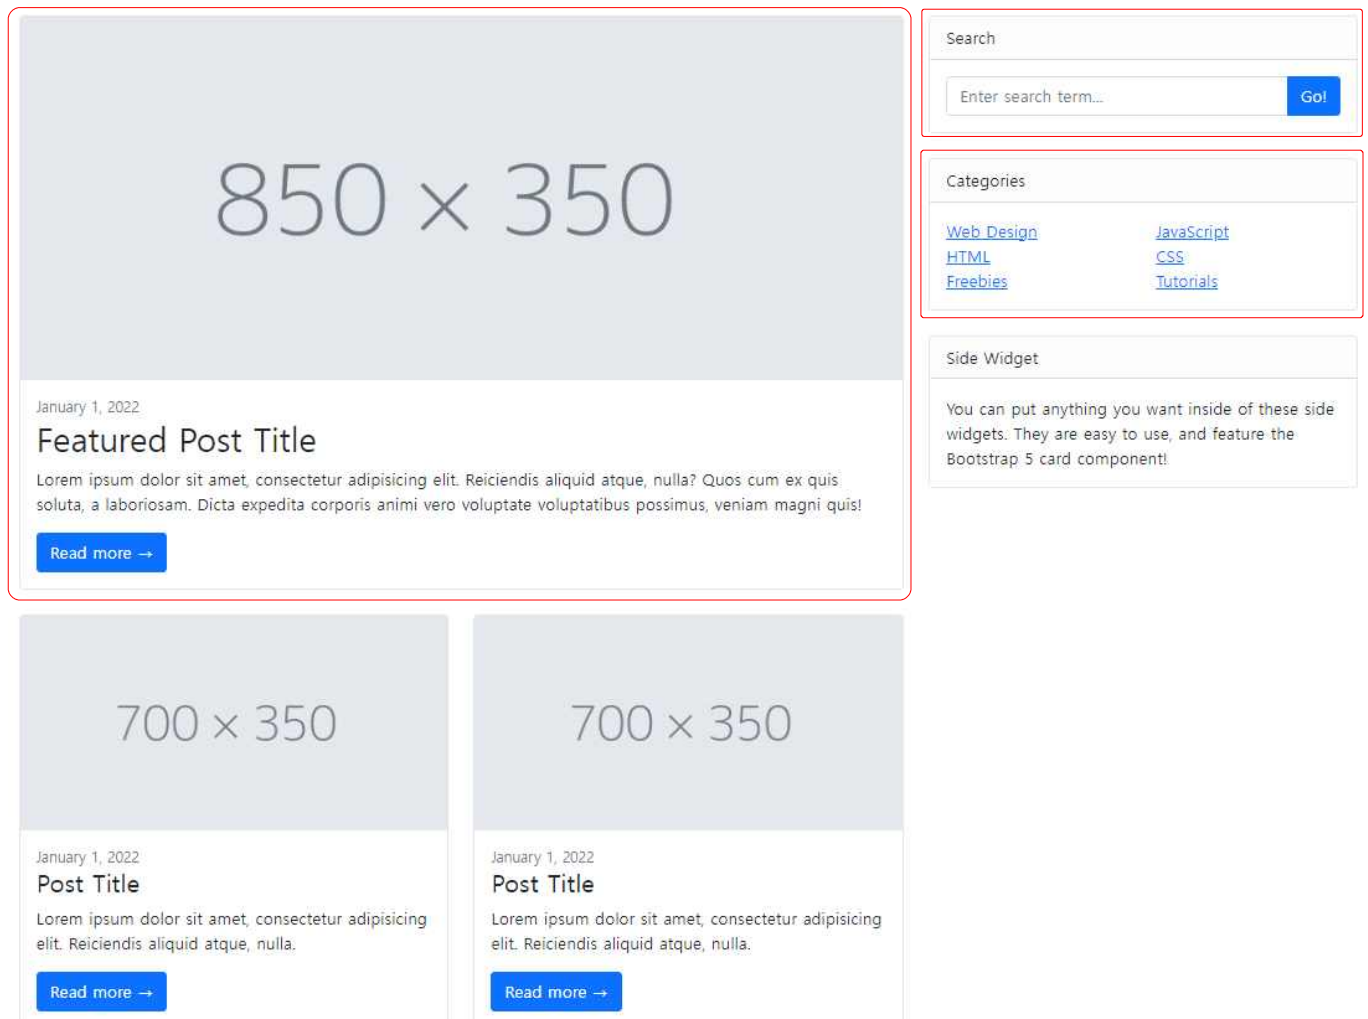 850 × 350
January 1, 2022
Featured Post Title
Lorem ipsum dolor sit amet, consectetur adipisicing elit. Reiciendis aliquid atque, nulla? Quos cum ex quis
soluta, a laboriosam. Dicta expedita corporis animi vero voluptate voluptatibus possimus, veniam magni quis!
Read more →
700 × 350
January 1, 2022
Post Title
Lorem ipsum dolor sit amet, consectetur adipisicing
elit. Reiciendis aliquid atque, nulla.
Read more →
700 × 350
January 1, 2022
Post Title
Lorem ipsum dolor sit amet, consectetur adipisicing
elit. Reiciendis aliquid atque, nulla.
Read more →
Search
Enter search term...
Go!
Categories
Web Design
HTML
Freebies
JavaScript
CSS
Tutorials
Side Widget
You can put anything you want inside of these side
widgets. They are easy to use, and feature the
Bootstrap 5 card component!